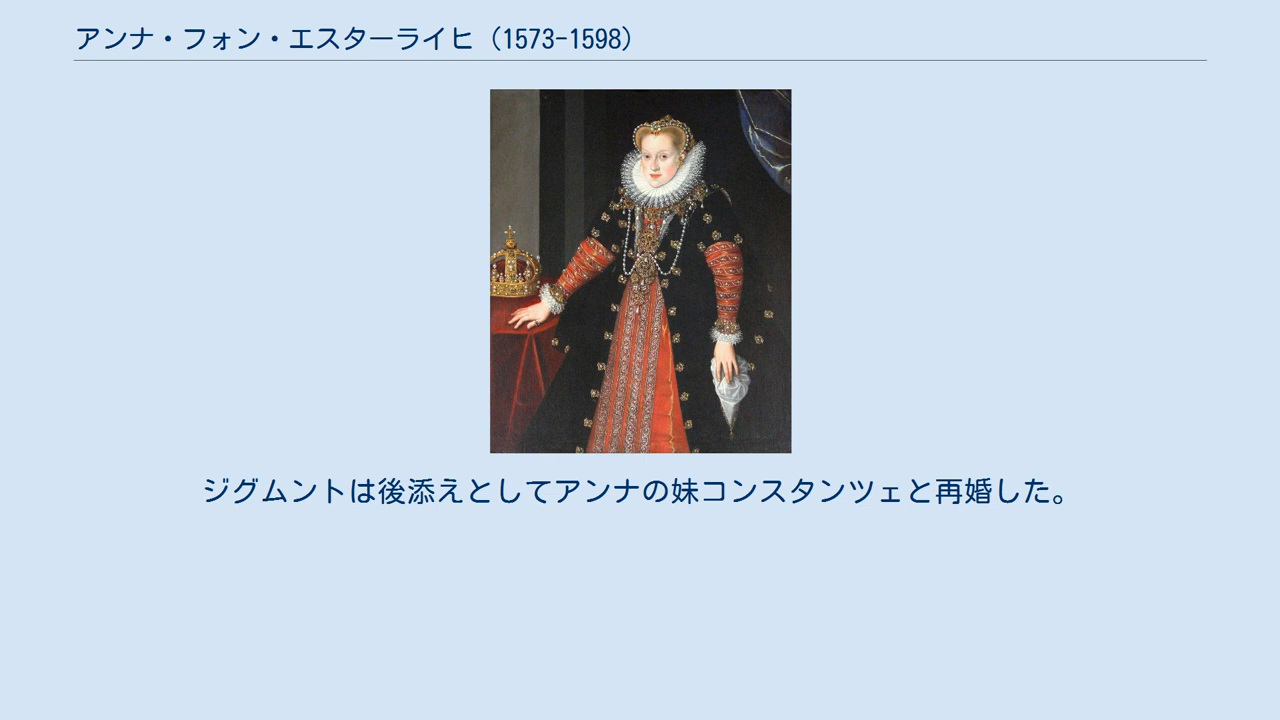 アンナ・フォン・エスターライヒ（1573-1598）
ジグムントは後添えとしてアンナの妹コンスタンツェと再婚した。